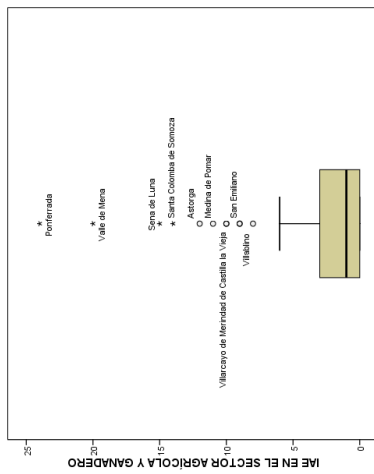 Ponferrada
Valle de Mena
Sena de Luna
Santa Colomba de Somoza
Astorga
Medina de Pomar
Villarcayo de Merindad de Castilla la Vieja
San Emiliano
Villablino
25
20
15
10
5
0
IAE EN EL SECTOR AGRÍCOLA Y GANADERO